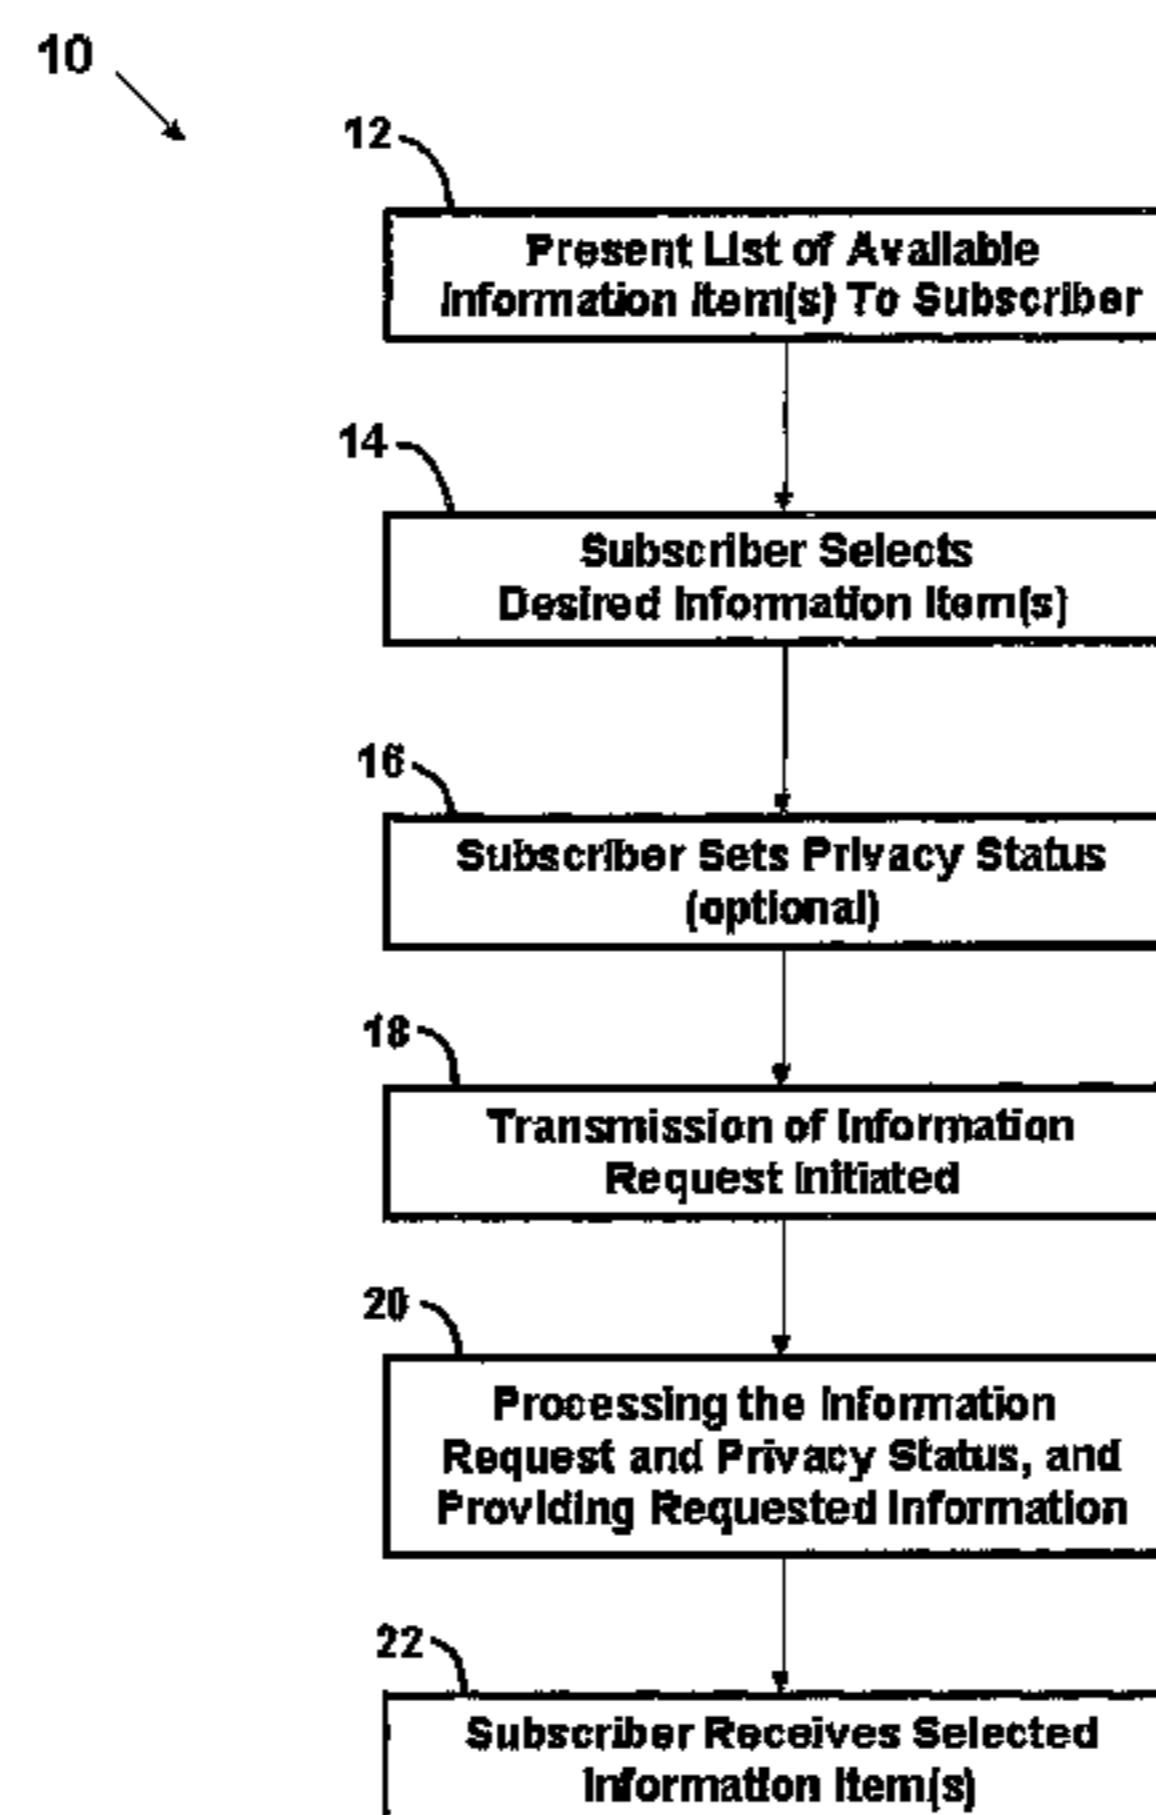 10
12
Present List of Available
Information Item(s) To Subscriber
14
Subscriber Selects
Desired Information Item(s)
16
Subscriber Sets Privacy Status
(optional)
18
Transmission of Information
Request Initiated
20
Processing the Information
Request and Privacy Status, and
Providing Requested Information
22
Subscriber Receives Selected
Information Item(s)